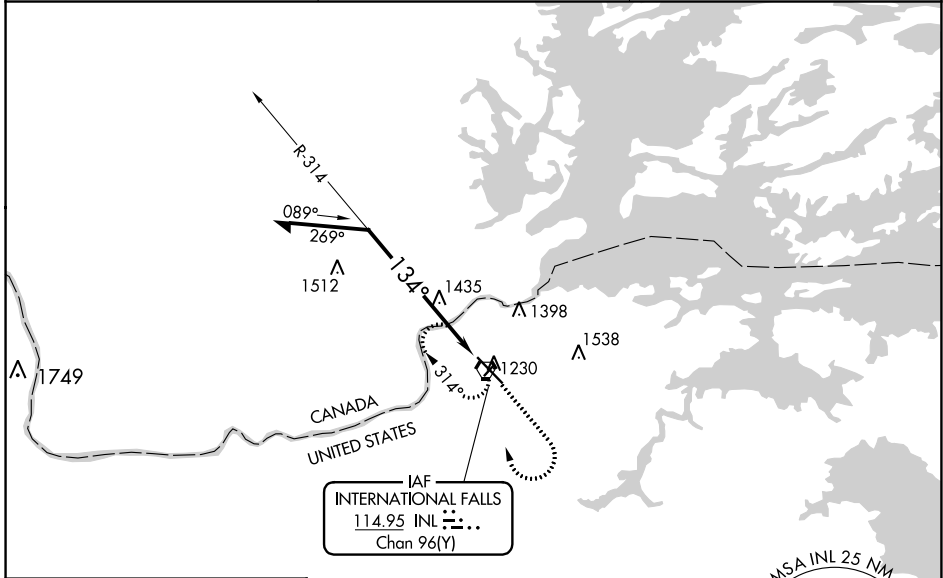 R-314
089°
269°
1512
134°
1435
1398
1538
1230
314°
1749
CANADA
UNITED STATES
IAF
INTERNATIONAL FALLS
114.95 INL
Chan 96(Y)
MSA INL 25 NM